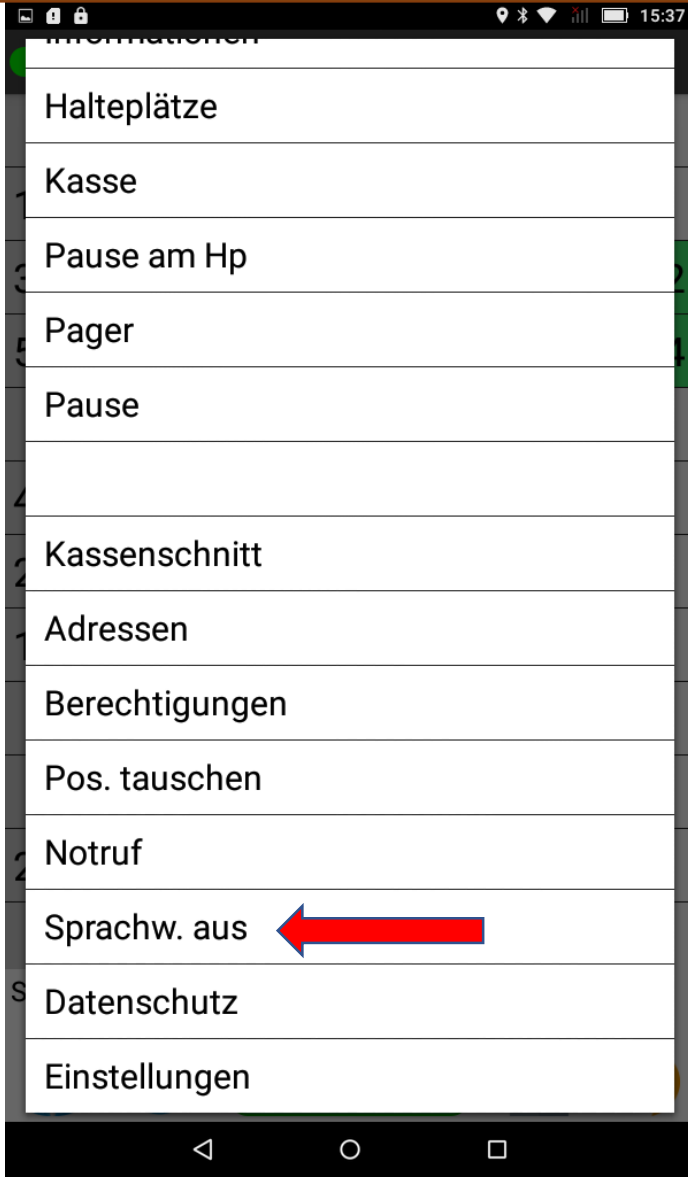 15:37
Informationen
Halteplätze
Kasse
Pause am Hp
Pager
Pause
Kassenschnitt
Adressen
Berechtigungen
Pos. tauschen
Notruf
Sprachw. aus
Datenschutz
Einstellungen